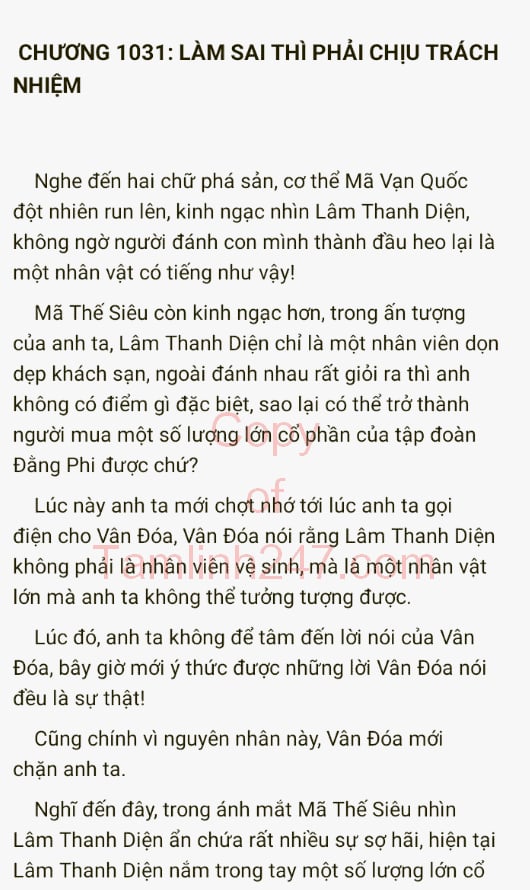 CHƯƠNG 1031: LÀM SAI THÌ PHẢI CHỊU TRÁCH
NHIỆM
Nghe đến hai chữ phá sản, cơ thể Mã Vạn Quốc
đột nhiên run lên, kinh ngạc nhìn Lâm Thanh Diện,
không ngờ người đánh con mình thành đầu heo lại là
một nhân vật có tiếng như vậy!
Mã Thế Siêu còn kinh ngạc hơn, trong ấn tượng
của anh ta, Lâm Thanh Diện chỉ là một nhân viên dọn
dẹp khách sạn, ngoài đánh nhau rất giỏi ra thì anh
không có điểm gì đặc biệt, sao lại có thể trở thành
người mua một số lượng lớn cổ phần của tập đoàn
Đằng Phi được chứ?
Lúc này anh ta mới chợt nhớ tới lúc anh ta gọi
điện cho Vân Đóa, Vân Đóa nói rằng Lâm Thanh Diện
không phải là nhân viên vệ sinh, mà là một nhân vật
lớn mà anh ta không thể tưởng tượng được.
Lúc đó, anh ta không để tâm đến lời nói của Vân
Đóa, bây giờ mới ý thức được những lời Vân Đóa nói
đều là sự thật!
Cũng chính vì nguyên nhân này, Vân Đóa mới
chặn anh ta.
Nghĩ đến đây, trong ánh mắt Mã Thế Siêu nhìn
Lâm Thanh Diện ẩn chứa rất nhiều sự sợ hãi, hiện tại
Lâm Thanh Diện nắm trong tay một số lượng lớn cổ
Copy
of
Tamlinh247.com